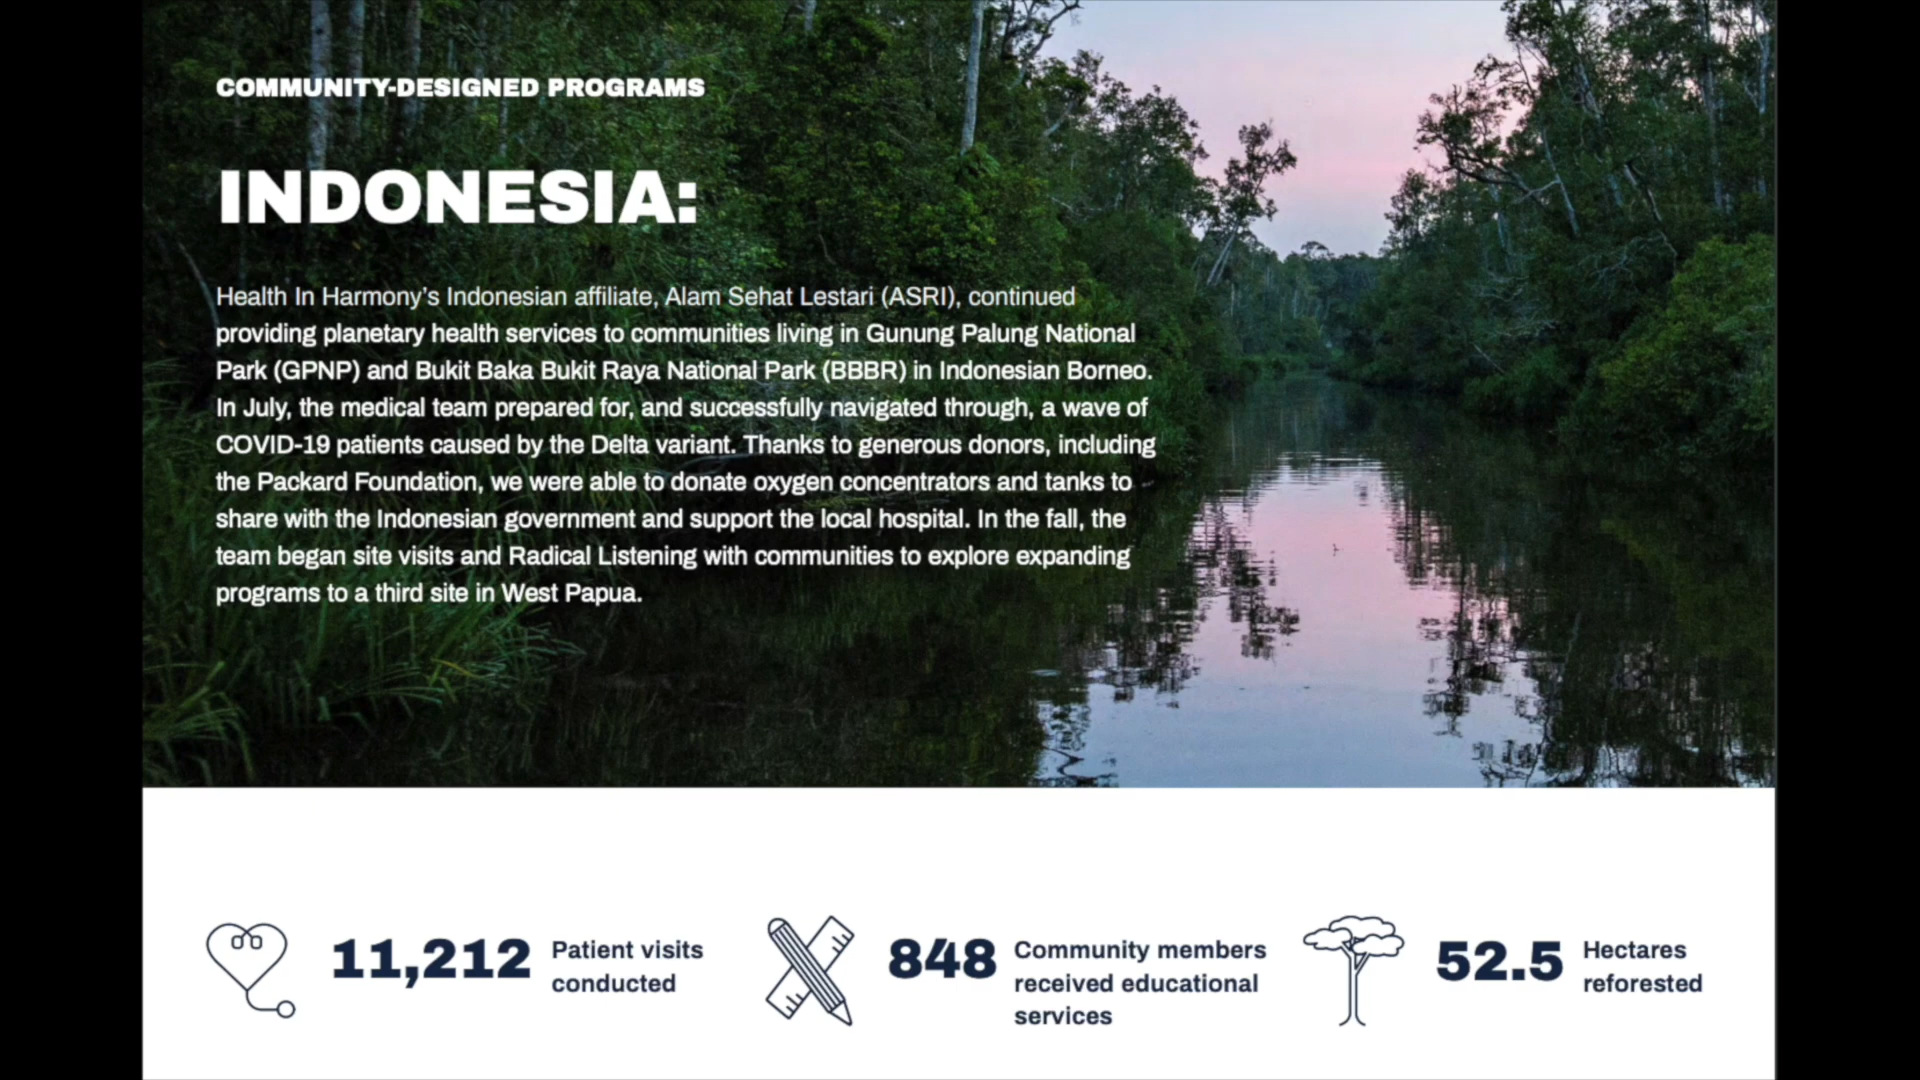 COMMUNITY-DESIGNED PROGRAMS
INDONESIA:
Health In Harmony’s Indonesian affiliate, Alam Sehat Lestari (ASRI), continued
providing planetary health services to communities living in Gunung Palung National
Park (GPNP) and Bukit Baka Bukit Raya National Park (BBBR) in Indonesian Borneo.
In July, the medical team prepared for, and successfully navigated through, a wave of
COVID-19 patients caused by the Delta variant. Thanks to generous donors, including
the Packard Foundation, we were able to donate oxygen concentrators and tanks to
share with the Indonesian government and support the local hospital. In the fall, the
team began site visits and Radical Listening with communities to explore expanding
programs to a third site in West Papua.
11,212
Patient visits
conducted
848
Community members
received educational
services
52.5
Hectares
reforested